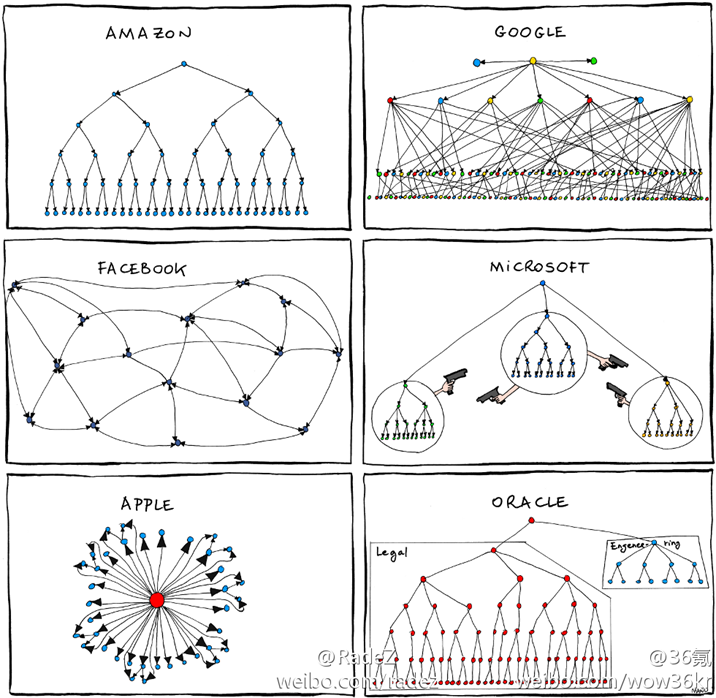 AMAZON
GOOGLE
FACEBOOK
MiCROSOFT
APPLE
ORACLE
Legal
Engineering
@RadeZ
weibo.com/radez
@36氪
weibo.com/wow36kr